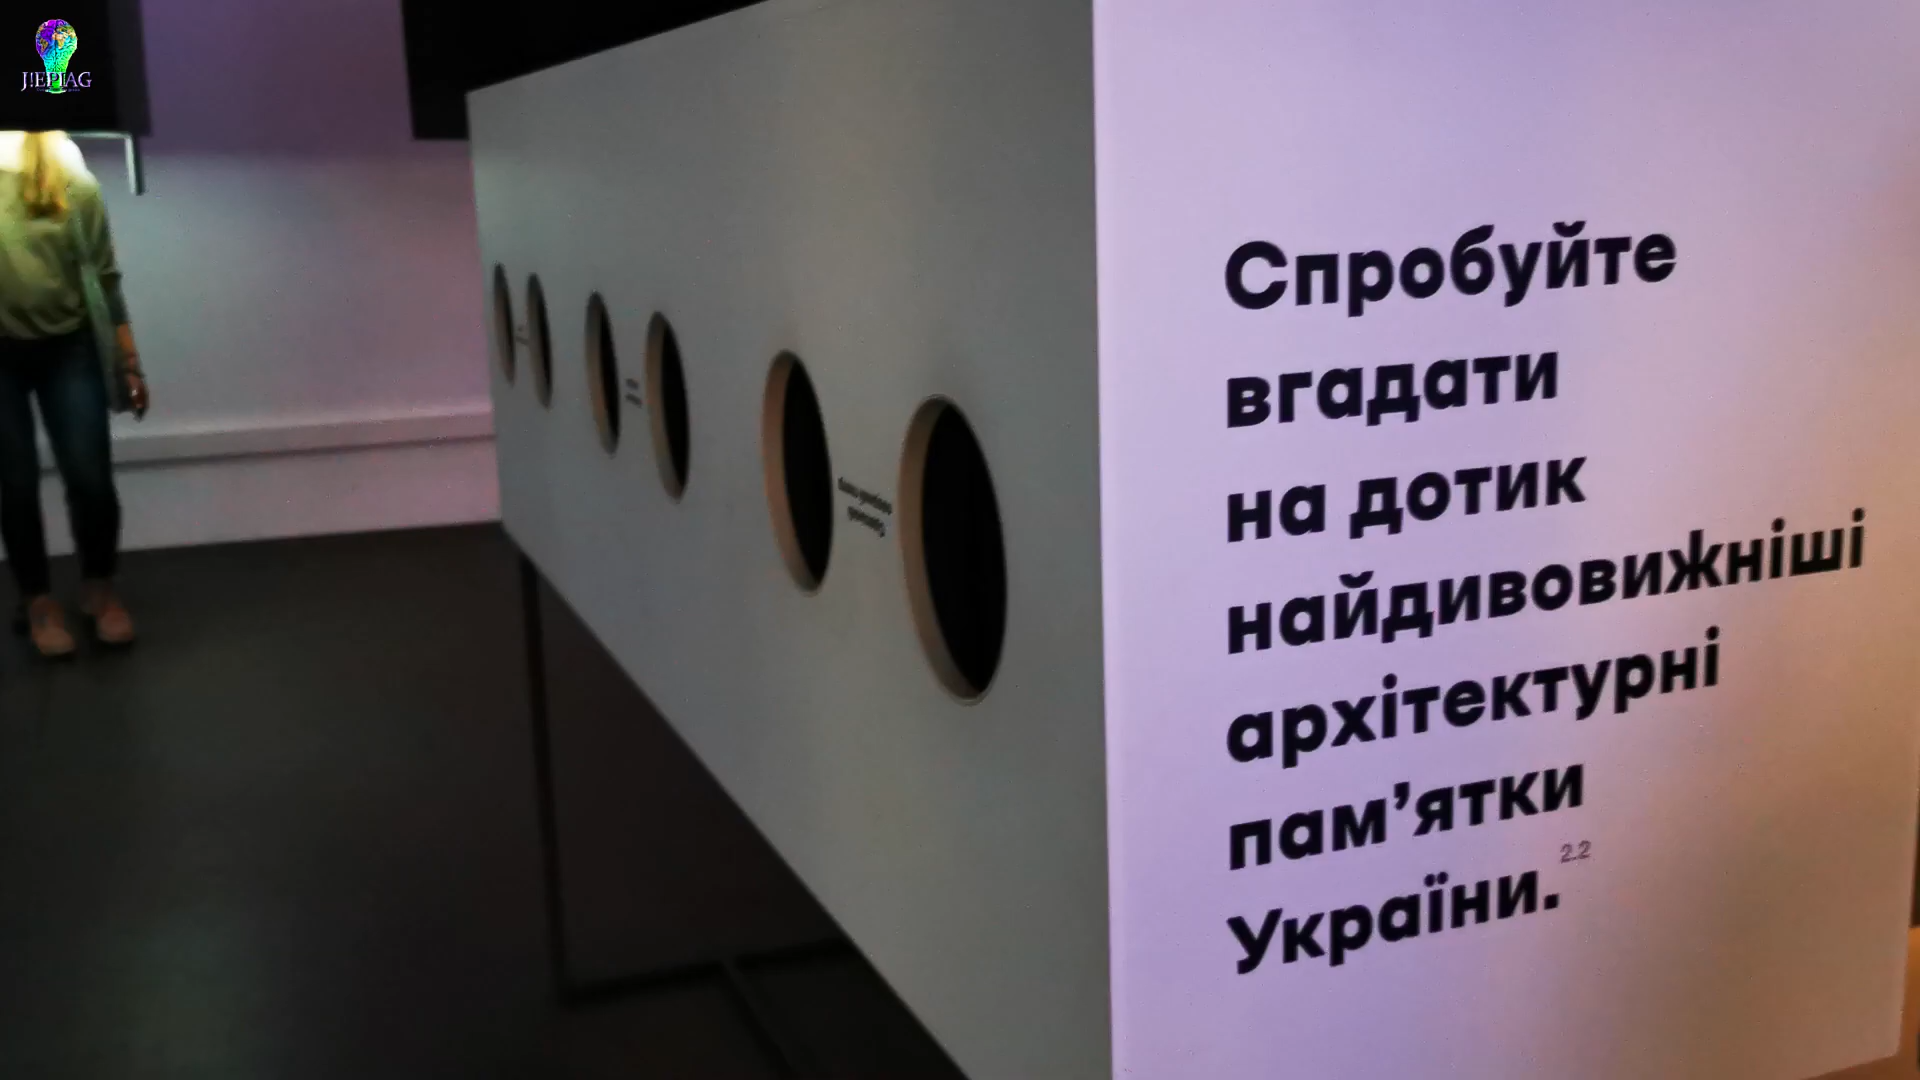 JIEPIAG
Спробуйте
вгадати
на дотик
найдивовижніші
архітектурні
пам’ятки
України.
2.2